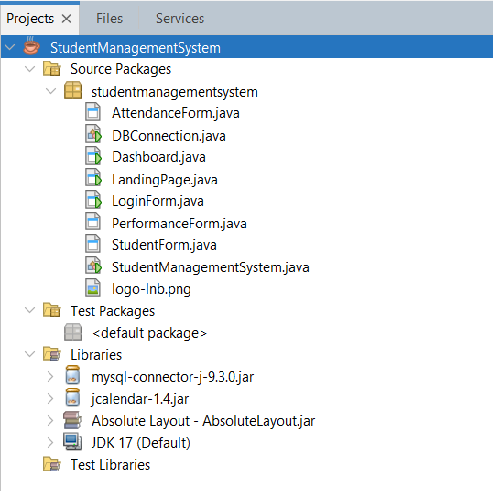 Projects Files Services
StudentManagementSystem
Source Packages
studentmanagementsystem
AttendanceForm.java
DBConnection.java
Dashboard.java
LandingPage.java
LoginForm.java
PerformanceForm.java
StudentForm.java
StudentManagementSystem.java
logo-lnb.png
Test Packages
<default package>
Libraries
mysql-connector-j-9.3.0.jar
jcalendar-1.4.jar
Absolute Layout - AbsoluteLayout.jar
JDK 17 (Default)
Test Libraries